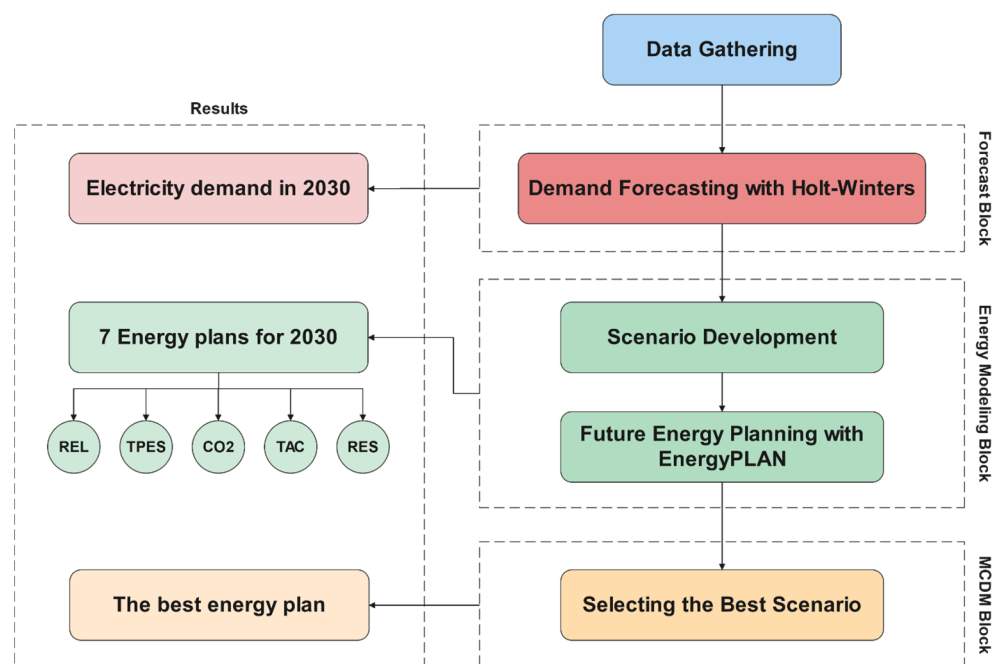 Data Gathering
Results
Electricity demand in 2030
Demand Forecasting with Holt-Winters
Forecast Block
7 Energy plans for 2030
Scenario Development
REL
TPES
CO2
TAC
RES
Future Energy Planning with
EnergyPLAN
Energy Modeling Block
The best energy plan
Selecting the Best Scenario
MCDM Block